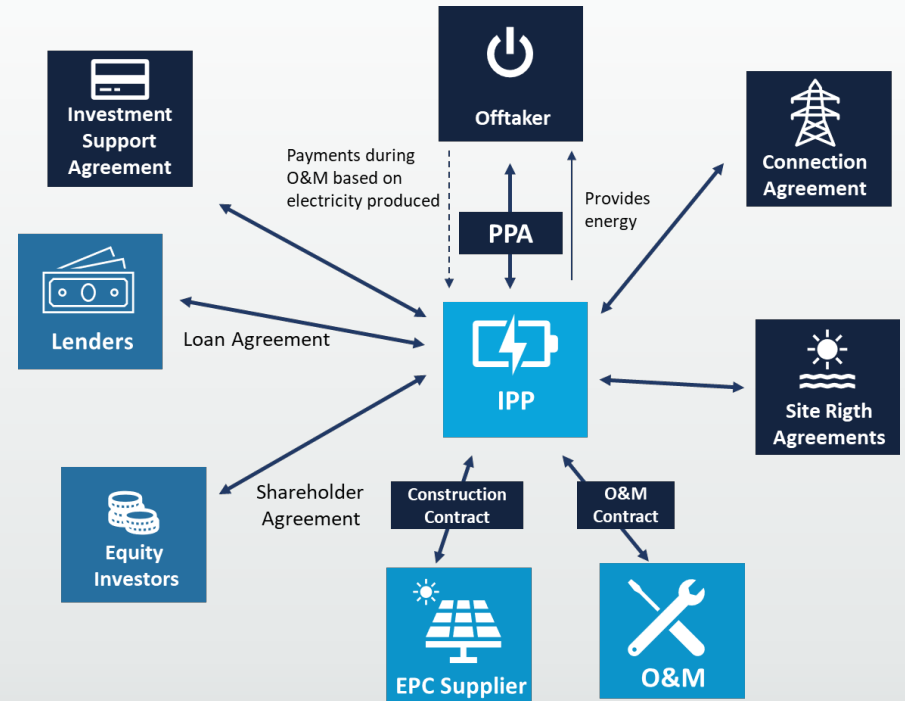 Offtaker
Investment
Support
Agreement
Payments during
O&M based on
electricity produced
PPA
Provides
energy
Connection
Agreement
Lenders
Loan Agreement
IPP
Site Rigth
Agreements
Shareholder
Agreement
Equity
Investors
Construction
Contract
O&M
Contract
EPC Supplier
O&M